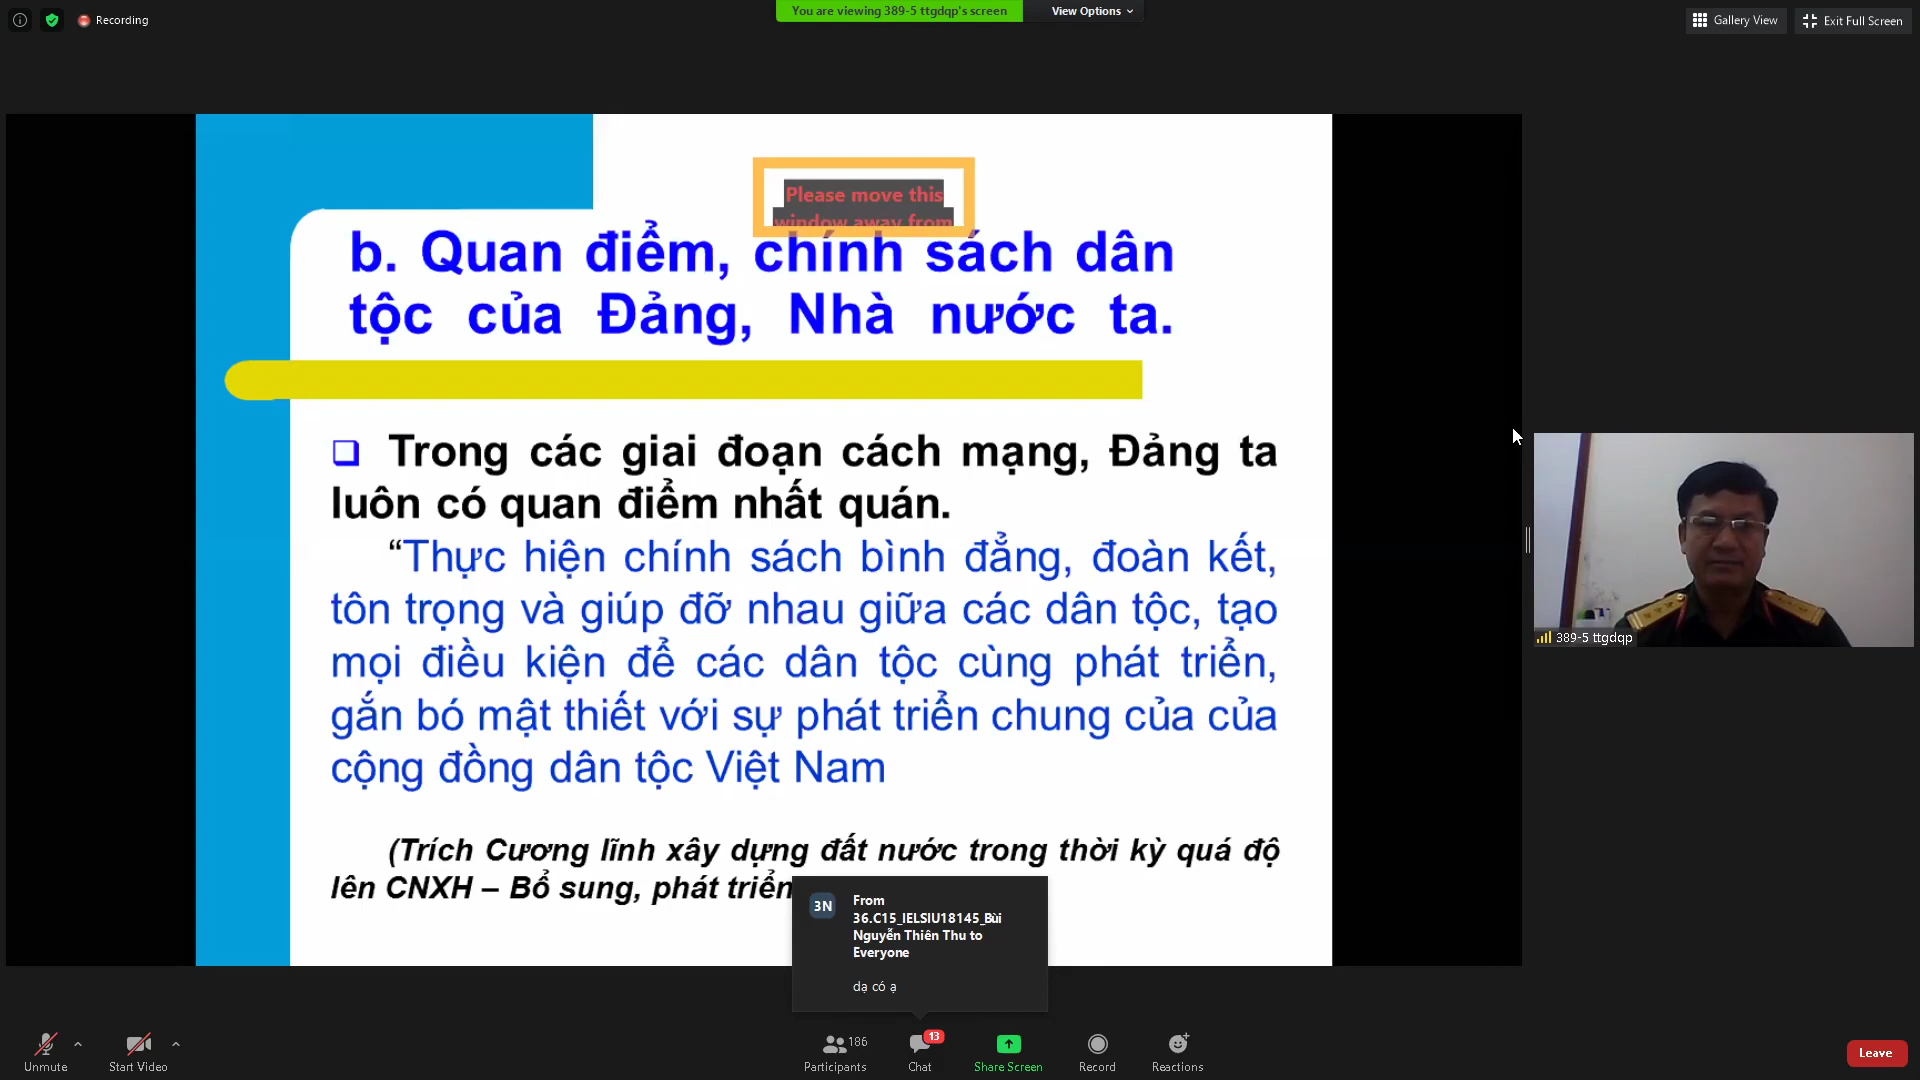 Recording
You are viewing 389-5 ttgdqp's screen
View Options
Gallery View
Exit Full Screen
Please move this
window away from
b. Quan điểm, chính sách dân
tộc của Đảng, Nhà nước ta.
Trong các giai đoạn cách mạng, Đảng ta
luôn có quan điểm nhất quán.
“Thực hiện chính sách bình đẳng, đoàn kết,
tôn trọng và giúp đỡ nhau giữa các dân tộc, tạo
mọi điều kiện để các dân tộc cùng phát triển,
gắn bó mật thiết với sự phát triển chung của của
cộng đồng dân tộc Việt Nam
(Trích Cương lĩnh xây dựng đất nước trong thời kỳ quá độ
lên CNXH – Bổ sung, phát triển
389-5 ttgdqp
3N
From
36.C15_IELSIU18145_Bùi
Nguyễn Thiên Thu to
Everyone
dạ có ạ
Unmute
Start Video
186
Participants
13
Chat
Share Screen
Record
Reactions
Leave